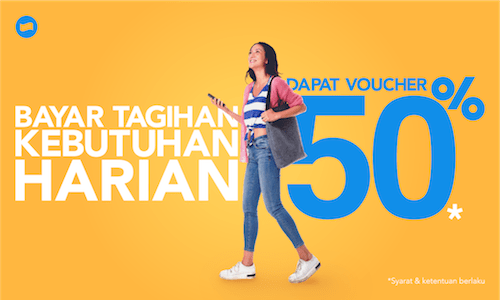 BAYAR TAGIHAN
KEBUTUHAN
HARIAN
DAPAT VOUCHER
50%*
*Syarat & ketentuan berlaku